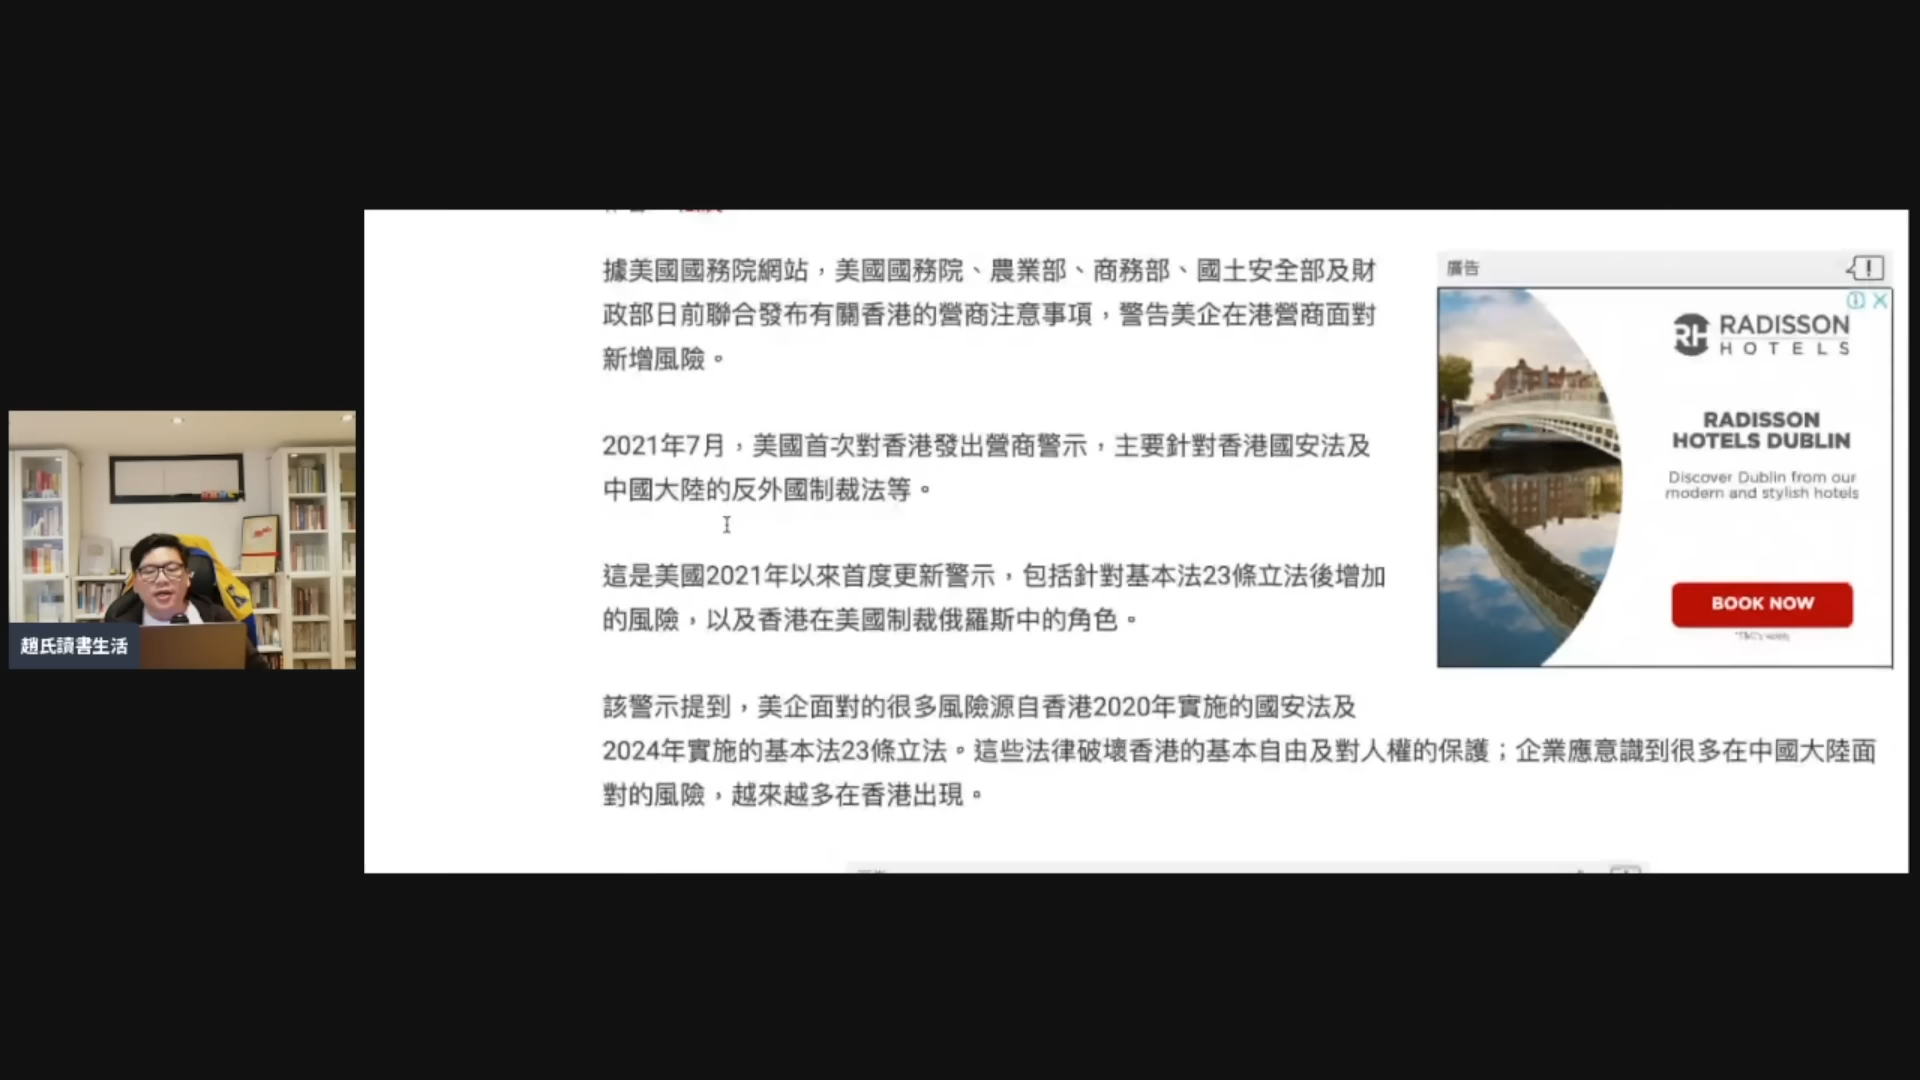 據美國國務院網站，美國國務院、農業部、商務部、國土安全部及財
政部日前聯合發布有關香港的營商注意事項，警告美企在港營商面對
新增風險。
2021年7月，美國首次對香港發出營商警示，主要針對香港國安法及
中國大陸的反外國制裁法等。
這是美國2021年以來首度更新警示，包括針對基本法23條立法後增加
的風險，以及香港在美國制裁俄羅斯中的角色。
該警示提到，美企面對的很多風險源自香港2020年實施的國安法及
2024年實施的基本法23條立法。這些法律破壞香港的基本自由及對人權的保護；企業應意識到很多在中國大陸面
對的風險，越來越多在香港出現。
廣告
RH RADISSON
HOTELS
RADISSON
HOTELS DUBLIN
Discover Dublin from our
modern and stylish hotels
BOOK NOW
趙氏讀書生活